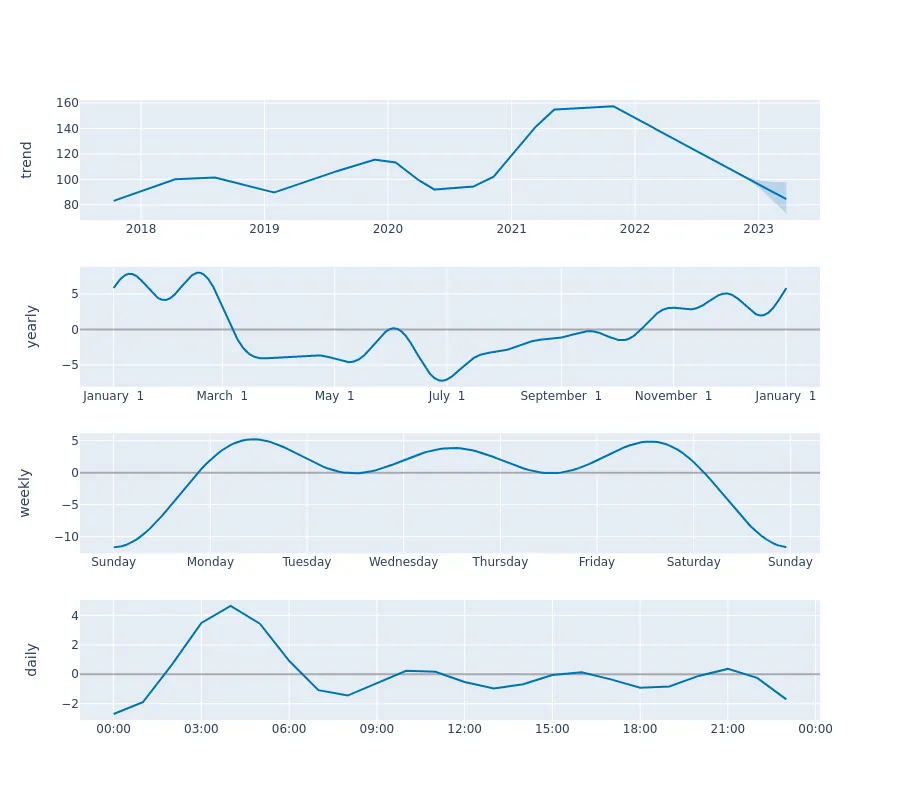 trend
160
140
120
100
80
2018 2019 2020 2021 2022 2023
yearly
5
0
−5
January 1 March 1 May 1 July 1 September 1 November 1 January 1
weekly
5
0
−5
−10
Sunday Monday Tuesday Wednesday Thursday Friday Saturday Sunday
daily
4
2
0
−2
00:00 03:00 06:00 09:00 12:00 15:00 18:00 21:00 00:00